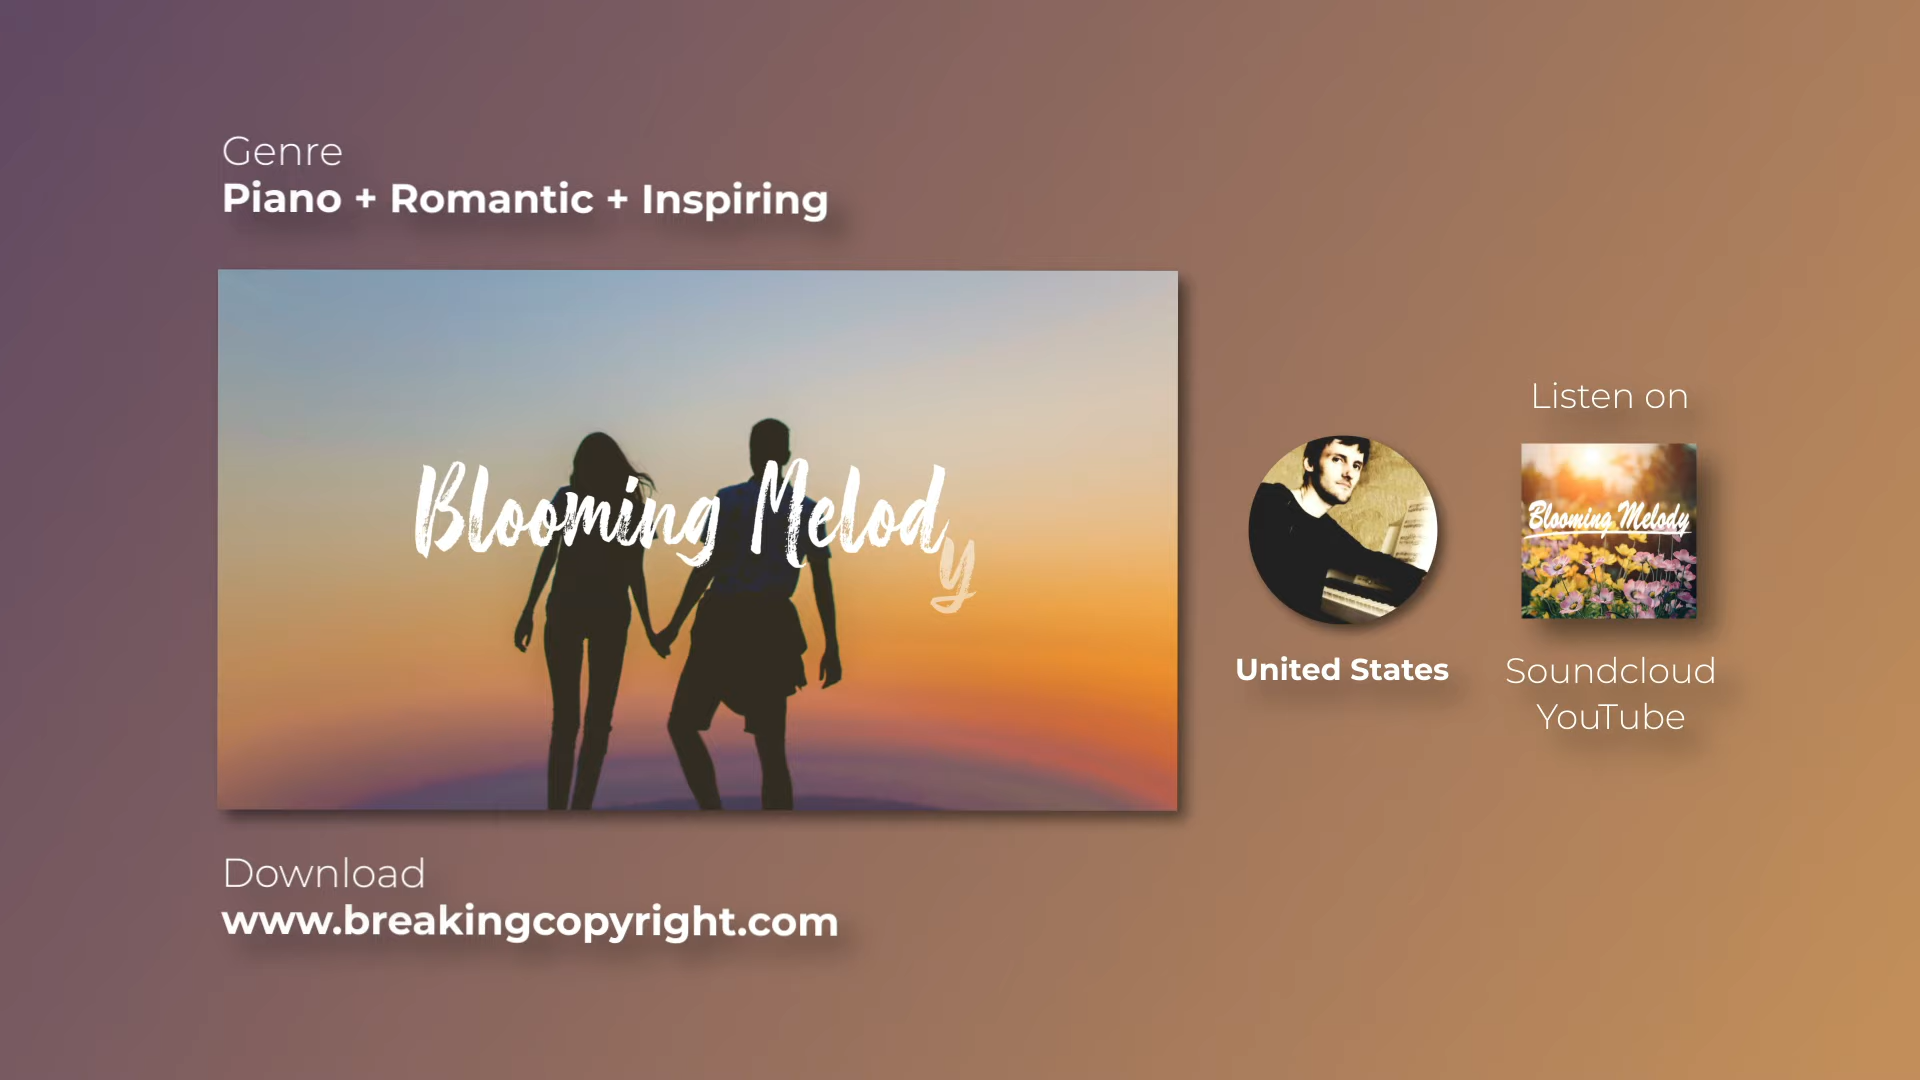 Genre
Piano + Romantic + Inspiring
Blooming Melody
Listen on
Blooming Melody
United States
Soundcloud
YouTube
Download
www.breakingcopyright.com